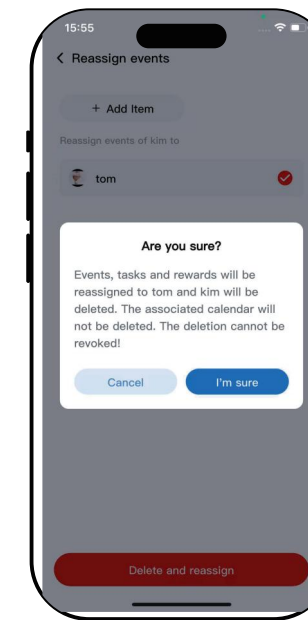 15:55
Reassign events
+ Add Item
Reassign events of kim to
tom
Are you sure?
Events, tasks and rewards will be
reassigned to tom and kim will be
deleted. The associated calendar will
not be deleted. The deletion cannot be
revoked!
Cancel
I'm sure
Delete and reassign